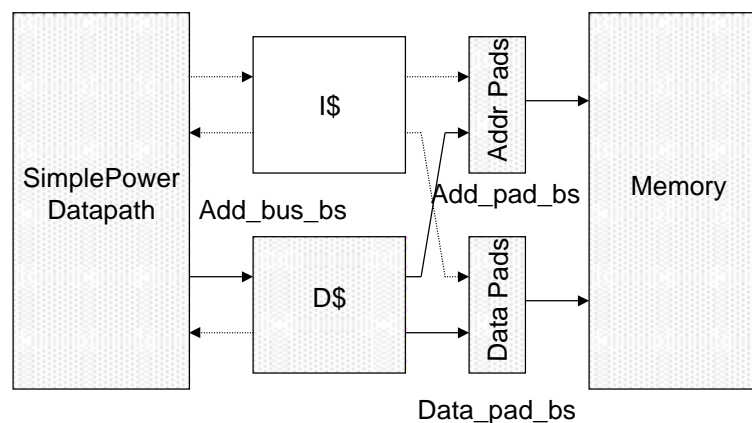 I$
Addr Pads
SimplePower
Datapath
Memory
Add_bus_bs
Add_pad_bs
D$
Data Pads
Data_pad_bs